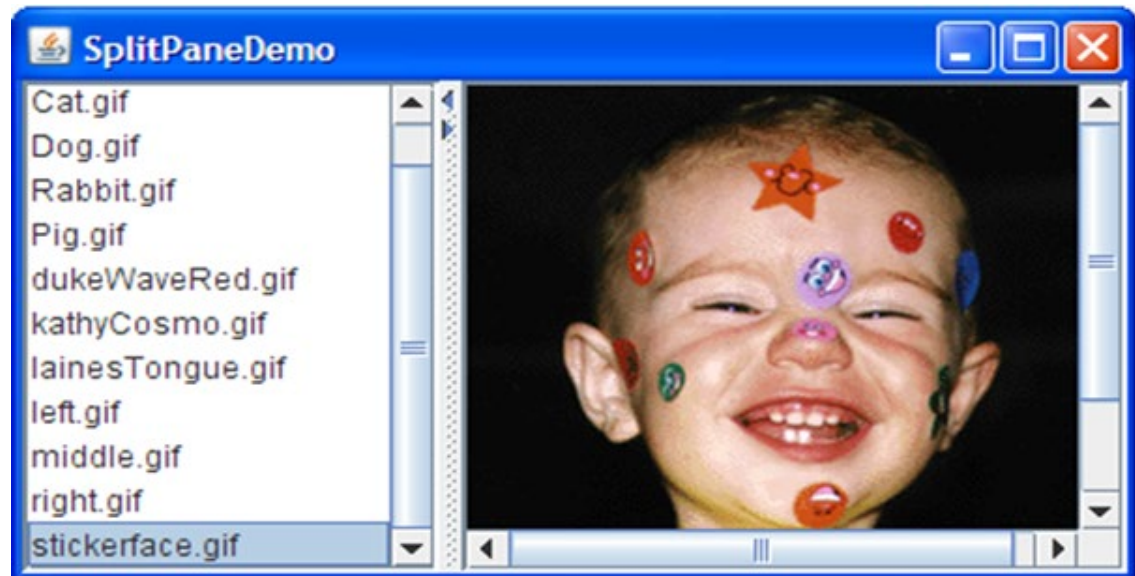 SplitPaneDemo
Cat.gif
Dog.gif
Rabbit.gif
Pig.gif
dukeWaveRed.gif
kathyCosmo.gif
lainesTongue.gif
left.gif
middle.gif
right.gif
stickerface.gif